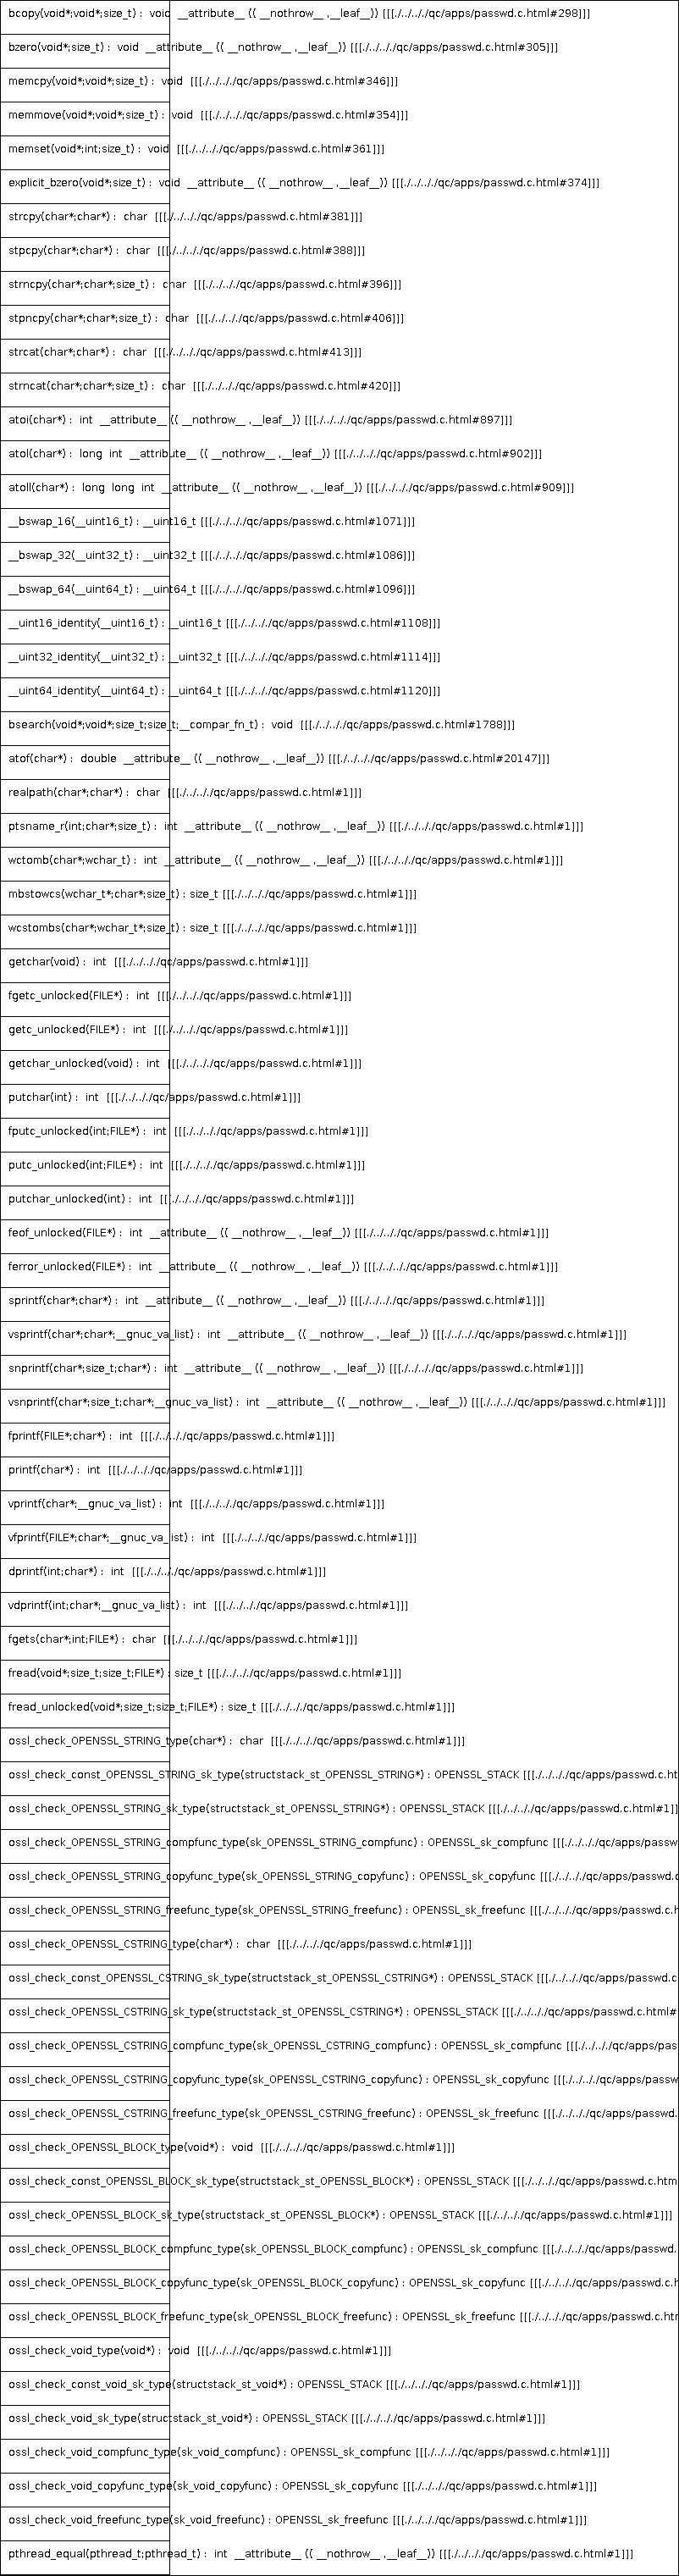 bcopy(void*;void*;size_t) : void __attribute__ (( __nothrow__ ,__leaf__)) [[[./../.././qc/apps/passwd.c.html#298]]]
bzero(void*;size_t) : void __attribute__ (( __nothrow__ ,__leaf__)) [[[./../.././qc/apps/passwd.c.html#305]]]
memcpy(void*;void*;size_t) : void [[[./../.././qc/apps/passwd.c.html#346]]]
memmove(void*;void*;size_t) : void [[[./../.././qc/apps/passwd.c.html#354]]]
memset(void*;int;size_t) : void [[[./../.././qc/apps/passwd.c.html#361]]]
explicit_bzero(void*;size_t) : void __attribute__ (( __nothrow__ ,__leaf__)) [[[./../.././qc/apps/passwd.c.html#374]]]
strcpy(char*;char*) : char [[[./../.././qc/apps/passwd.c.html#381]]]
stpcpy(char*;char*) : char [[[./../.././qc/apps/passwd.c.html#388]]]
strncpy(char*;char*;size_t) : char [[[./../.././qc/apps/passwd.c.html#396]]]
stpncpy(char*;char*;size_t) : char [[[./../.././qc/apps/passwd.c.html#406]]]
strcat(char*;char*) : char [[[./../.././qc/apps/passwd.c.html#413]]]
strncat(char*;char*;size_t) : char [[[./../.././qc/apps/passwd.c.html#420]]]
atoi(char*) : int __attribute__ (( __nothrow__ ,__leaf__)) [[[./../.././qc/apps/passwd.c.html#897]]]
atol(char*) : long int __attribute__ (( __nothrow__ ,__leaf__)) [[[./../.././qc/apps/passwd.c.html#902]]]
atoll(char*) : long long int __attribute__ (( __nothrow__ ,__leaf__)) [[[./../.././qc/apps/passwd.c.html#909]]]
__bswap_16(__uint16_t) : __uint16_t [[[./../.././qc/apps/passwd.c.html#1071]]]
__bswap_32(__uint32_t) : __uint32_t [[[./../.././qc/apps/passwd.c.html#1086]]]
__bswap_64(__uint64_t) : __uint64_t [[[./../.././qc/apps/passwd.c.html#1096]]]
__uint16_identity(__uint16_t) : __uint16_t [[[./../.././qc/apps/passwd.c.html#1108]]]
__uint32_identity(__uint32_t) : __uint32_t [[[./../.././qc/apps/passwd.c.html#1114]]]
__uint64_identity(__uint64_t) : __uint64_t [[[./../.././qc/apps/passwd.c.html#1120]]]
bsearch(void*;void*;size_t;size_t;__compar_fn_t) : void [[[./../.././qc/apps/passwd.c.html#1788]]]
atof(char*) : double __attribute__ (( __nothrow__ ,__leaf__)) [[[./../.././qc/apps/passwd.c.html#20147]]]
realpath(char*;char*) : char [[[./../.././qc/apps/passwd.c.html#1]]]
ptsname_r(int;char*;size_t) : int __attribute__ (( __nothrow__ ,__leaf__)) [[[./../.././qc/apps/passwd.c.html#1]]]
wctomb(char*;wchar_t) : int __attribute__ (( __nothrow__ ,__leaf__)) [[[./../.././qc/apps/passwd.c.html#1]]]
mbstowcs(wchar_t*;char*;size_t) : size_t [[[./../.././qc/apps/passwd.c.html#1]]]
wcstombs(char*;wchar_t*;size_t) : size_t [[[./../.././qc/apps/passwd.c.html#1]]]
getchar(void) : int [[[./../.././qc/apps/passwd.c.html#1]]]
fgetc_unlocked(FILE*) : int [[[./../.././qc/apps/passwd.c.html#1]]]
getc_unlocked(FILE*) : int [[[./../.././qc/apps/passwd.c.html#1]]]
getchar_unlocked(void) : int [[[./../.././qc/apps/passwd.c.html#1]]]
putchar(int) : int [[[./../.././qc/apps/passwd.c.html#1]]]
fputc_unlocked(int;FILE*) : int [[[./../.././qc/apps/passwd.c.html#1]]]
putc_unlocked(int;FILE*) : int [[[./../.././qc/apps/passwd.c.html#1]]]
putchar_unlocked(int) : int [[[./../.././qc/apps/passwd.c.html#1]]]
feof_unlocked(FILE*) : int __attribute__ (( __nothrow__ ,__leaf__)) [[[./../.././qc/apps/passwd.c.html#1]]]
ferror_unlocked(FILE*) : int __attribute__ (( __nothrow__ ,__leaf__)) [[[./../.././qc/apps/passwd.c.html#1]]]
sprintf(char*;char*) : int __attribute__ (( __nothrow__ ,__leaf__)) [[[./../.././qc/apps/passwd.c.html#1]]]
vsprintf(char*;char*;__gnuc_va_list) : int __attribute__ (( __nothrow__ ,__leaf__)) [[[./../.././qc/apps/passwd.c.html#1]]]
snprintf(char*;size_t;char*) : int __attribute__ (( __nothrow__ ,__leaf__)) [[[./../.././qc/apps/passwd.c.html#1]]]
vsnprintf(char*;size_t;char*;__gnuc_va_list) : int __attribute__ (( __nothrow__ ,__leaf__)) [[[./../.././qc/apps/passwd.c.html#1]]]
fprintf(FILE*;char*) : int [[[./../.././qc/apps/passwd.c.html#1]]]
printf(char*) : int [[[./../.././qc/apps/passwd.c.html#1]]]
vprintf(char*;__gnuc_va_list) : int [[[./../.././qc/apps/passwd.c.html#1]]]
vfprintf(FILE*;char*;__gnuc_va_list) : int [[[./../.././qc/apps/passwd.c.html#1]]]
dprintf(int;char*) : int [[[./../.././qc/apps/passwd.c.html#1]]]
vdprintf(int;char*;__gnuc_va_list) : int [[[./../.././qc/apps/passwd.c.html#1]]]
fgets(char*;int;FILE*) : char [[[./../.././qc/apps/passwd.c.html#1]]]
fread(void*;size_t;size_t;FILE*) : size_t [[[./../.././qc/apps/passwd.c.html#1]]]
fread_unlocked(void*;size_t;size_t;FILE*) : size_t [[[./../.././qc/apps/passwd.c.html#1]]]
ossl_check_OPENSSL_STRING_type(char*) : char [[[./../.././qc/apps/passwd.c.html#1]]]
ossl_check_const_OPENSSL_STRING_sk_type(structstack_st_OPENSSL_STRING*) : OPENSSL_STACK [[[./../.././qc/apps/passwd.c.ht
ossl_check_OPENSSL_STRING_sk_type(structstack_st_OPENSSL_STRING*) : OPENSSL_STACK [[[./../.././qc/apps/passwd.c.html#1]]]
ossl_check_OPENSSL_STRING_compfunc_type(sk_OPENSSL_STRING_compfunc) : OPENSSL_sk_compfunc [[[./../.././qc/apps/passw
ossl_check_OPENSSL_STRING_copyfunc_type(sk_OPENSSL_STRING_copyfunc) : OPENSSL_sk_copyfunc [[[./../.././qc/apps/passwd.c
ossl_check_OPENSSL_STRING_freefunc_type(sk_OPENSSL_STRING_freefunc) : OPENSSL_sk_freefunc [[[./../.././qc/apps/passwd.c.h
ossl_check_OPENSSL_CSTRING_type(char*) : char [[[./../.././qc/apps/passwd.c.html#1]]]
ossl_check_const_OPENSSL_CSTRING_sk_type(structstack_st_OPENSSL_CSTRING*) : OPENSSL_STACK [[[./../.././qc/apps/passwd.c
ossl_check_OPENSSL_CSTRING_sk_type(structstack_st_OPENSSL_CSTRING*) : OPENSSL_STACK [[[./../.././qc/apps/passwd.c.html#
ossl_check_OPENSSL_CSTRING_compfunc_type(sk_OPENSSL_CSTRING_compfunc) : OPENSSL_sk_compfunc [[[./../.././qc/apps/pas
ossl_check_OPENSSL_CSTRING_copyfunc_type(sk_OPENSSL_CSTRING_copyfunc) : OPENSSL_sk_copyfunc [[[./../.././qc/apps/passw
ossl_check_OPENSSL_CSTRING_freefunc_type(sk_OPENSSL_CSTRING_freefunc) : OPENSSL_sk_freefunc [[[./../.././qc/apps/passwd.
ossl_check_OPENSSL_BLOCK_type(void*) : void [[[./../.././qc/apps/passwd.c.html#1]]]
ossl_check_const_OPENSSL_BLOCK_sk_type(structstack_st_OPENSSL_BLOCK*) : OPENSSL_STACK [[[./../.././qc/apps/passwd.c.htm
ossl_check_OPENSSL_BLOCK_sk_type(structstack_st_OPENSSL_BLOCK*) : OPENSSL_STACK [[[./../.././qc/apps/passwd.c.html#1]]]
ossl_check_OPENSSL_BLOCK_compfunc_type(sk_OPENSSL_BLOCK_compfunc) : OPENSSL_sk_compfunc [[[./../.././qc/apps/passwd.
ossl_check_OPENSSL_BLOCK_copyfunc_type(sk_OPENSSL_BLOCK_copyfunc) : OPENSSL_sk_copyfunc [[[./../.././qc/apps/passwd.c.h
ossl_check_OPENSSL_BLOCK_freefunc_type(sk_OPENSSL_BLOCK_freefunc) : OPENSSL_sk_freefunc [[[./../.././qc/apps/passwd.c.htm
ossl_check_void_type(void*) : void [[[./../.././qc/apps/passwd.c.html#1]]]
ossl_check_const_void_sk_type(structstack_st_void*) : OPENSSL_STACK [[[./../.././qc/apps/passwd.c.html#1]]]
ossl_check_void_sk_type(structstack_st_void*) : OPENSSL_STACK [[[./../.././qc/apps/passwd.c.html#1]]]
ossl_check_void_compfunc_type(sk_void_compfunc) : OPENSSL_sk_compfunc [[[./../.././qc/apps/passwd.c.html#1]]]
ossl_check_void_copyfunc_type(sk_void_copyfunc) : OPENSSL_sk_copyfunc [[[./../.././qc/apps/passwd.c.html#1]]]
ossl_check_void_freefunc_type(sk_void_freefunc) : OPENSSL_sk_freefunc [[[./../.././qc/apps/passwd.c.html#1]]]
pthread_equal(pthread_t;pthread_t) : int __attribute__ (( __nothrow__ ,__leaf__)) [[[./../.././qc/apps/passwd.c.html#1]]]